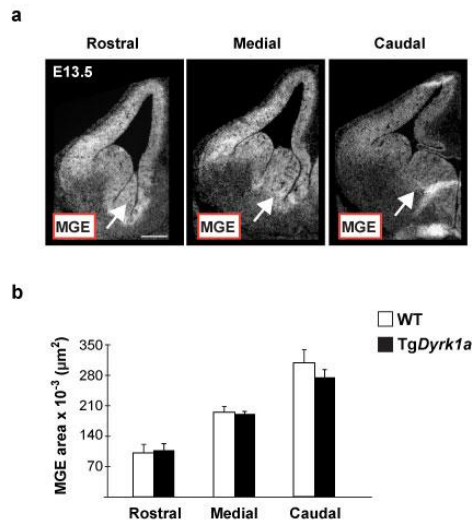 a
Rostral Medial Caudal
E13.5
MGE MGE MGE
b
WT
TgDyrk1a
MGE area x 10-3 (µm2)
350
280
210
140
70
Rostral Medial Caudal